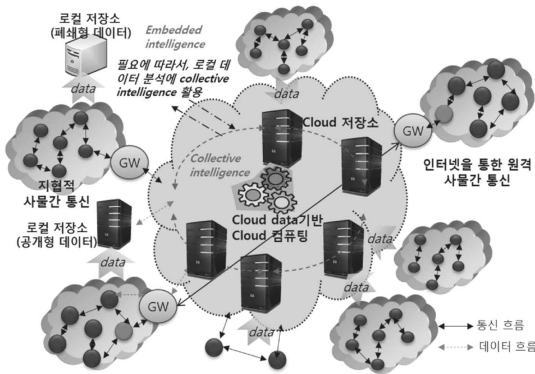 로컬 저장소
(폐쇄형 데이터)
Embedded
intelligence
필요에 따라서, 로컬 데
이터 분석에 collective
intelligence 활용
data
data
Cloud 저장소
GW
GW
지협적
사물간 통신
Collective
intelligence
인터넷을 통한 원격
사물간 통신
로컬 저장소
(공개형 데이터)
Cloud data기반
Cloud 컴퓨팅
data
data
GW
data
data
통신 흐름
데이터 흐름